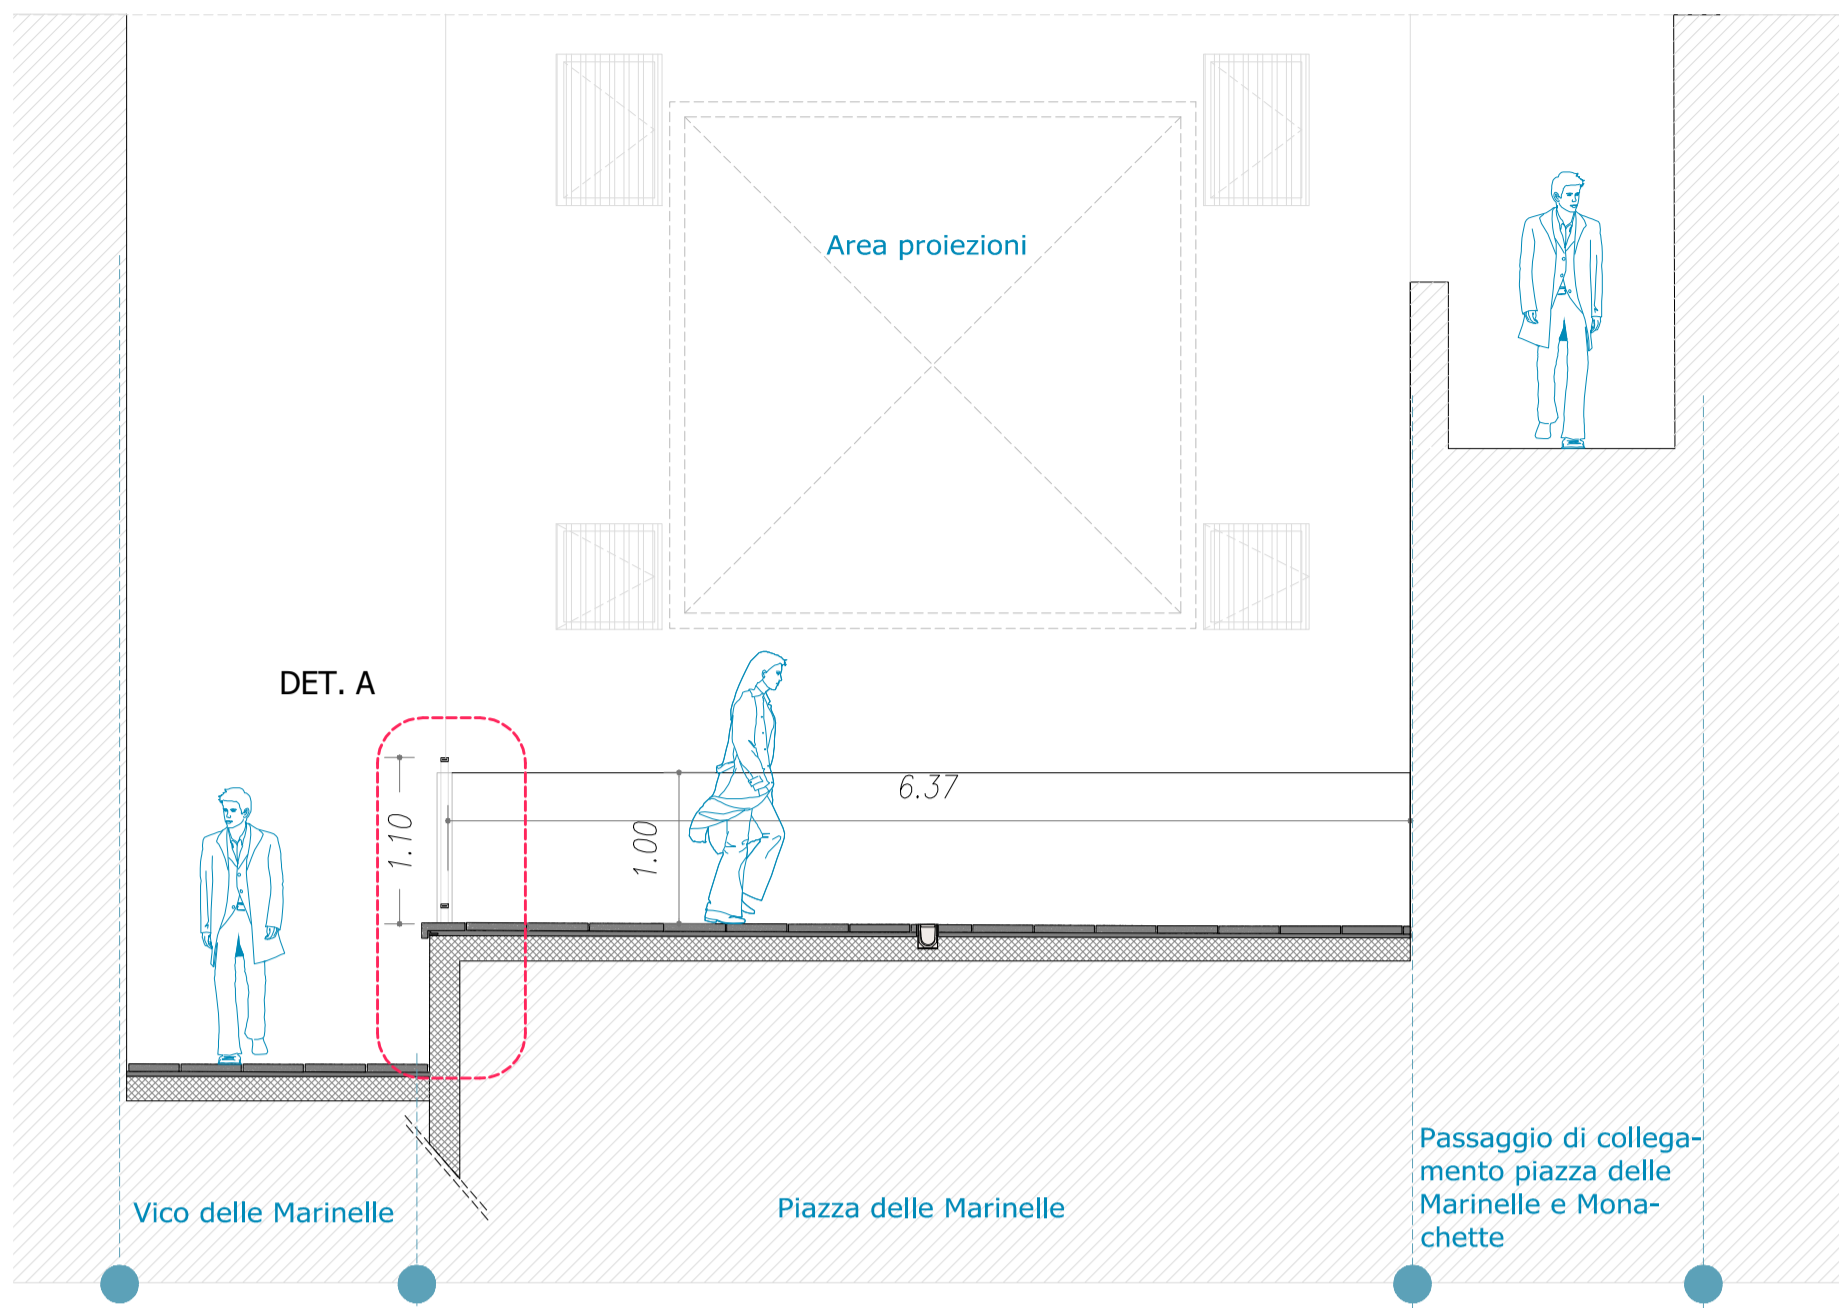 Area proiezioni
DET. A
6.37
1.10
1.00
Passaggio di collega-
mento piazza delle
Marinelle e Mona-
chette
Vico delle Marinelle
Piazza delle Marinelle